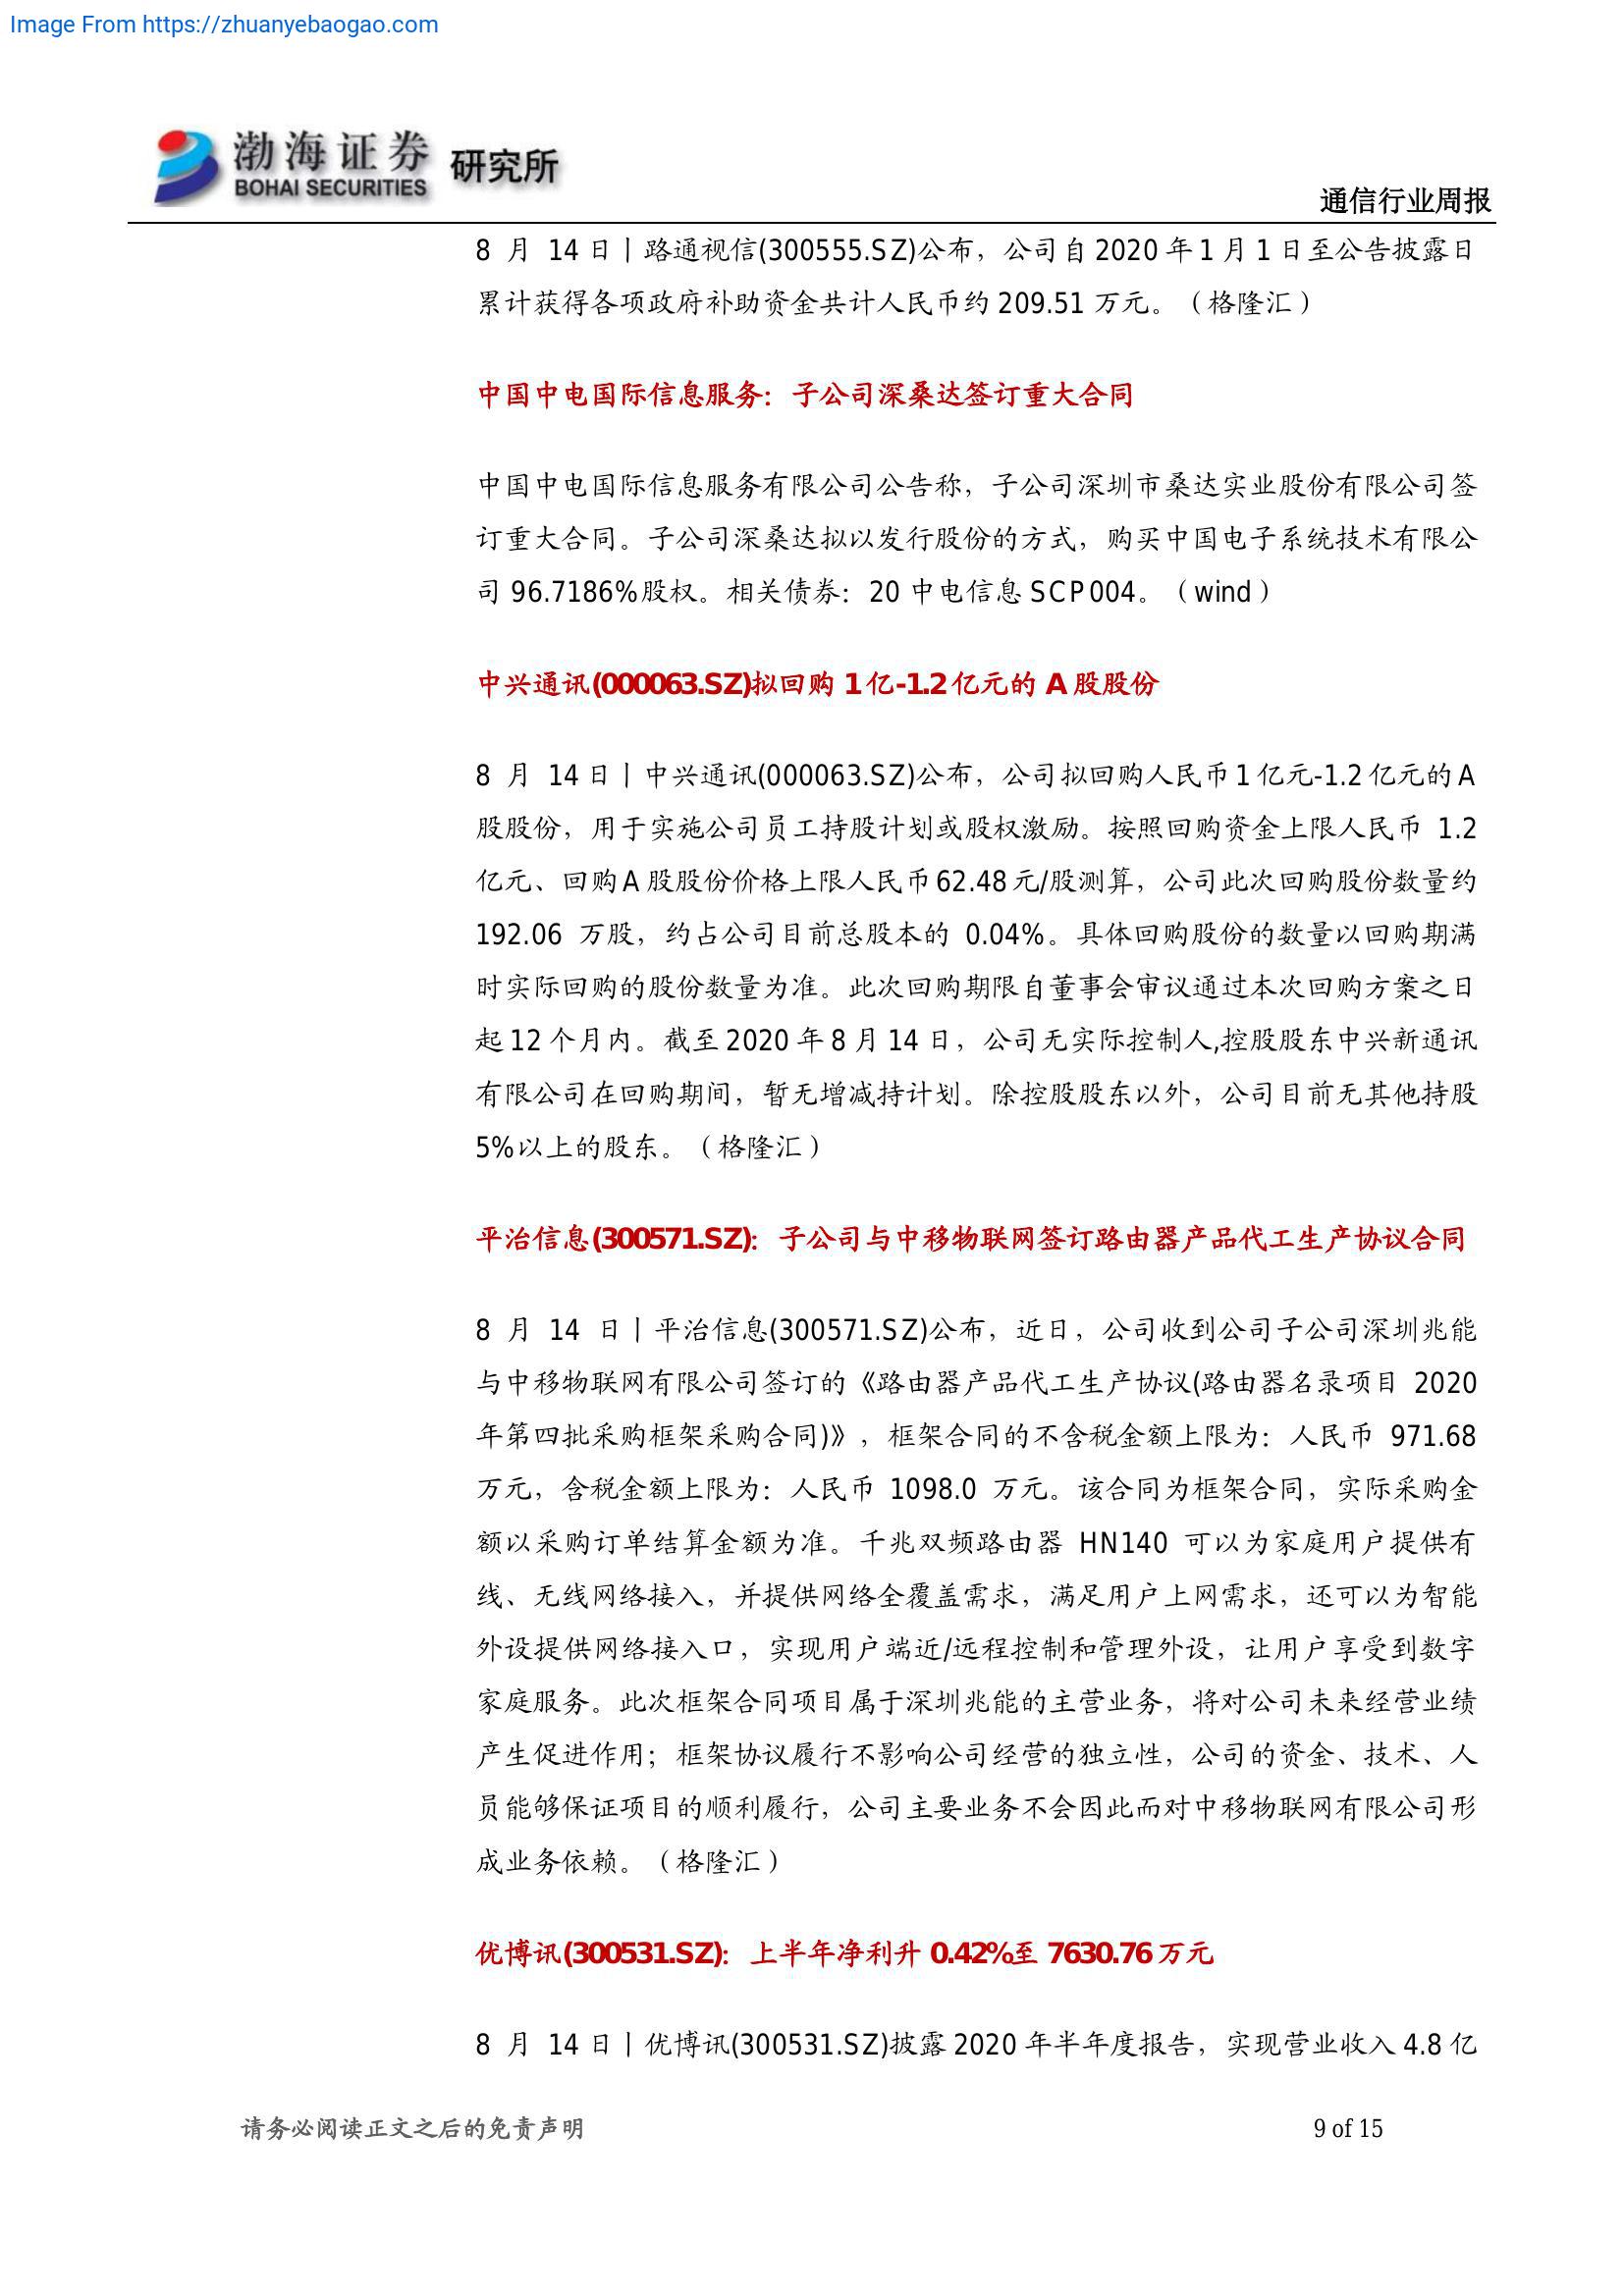 Image From https://zhuanyebaogao.com
渤海证券 研究所
BOHAI SECURITIES
通信行业周报
8 月 14 日丨路通视信(300555.SZ)公布，公司自 2020 年 1 月 1 日至公告披露日
累计获得各项政府补助资金共计人民币约 209.51 万元。（格隆汇）
中国中电国际信息服务：子公司深桑达签订重大合同
中国中电国际信息服务有限公司公告称，子公司深圳市桑达实业股份有限公司签
订重大合同。子公司深桑达拟以发行股份的方式，购买中国电子系统技术有限公
司 96.7186%股权。相关债券：20 中电信息 SCP004。（wind）
中兴通讯(000063.SZ)拟回购 1 亿-1.2 亿元的 A 股股份
8 月 14 日丨中兴通讯(000063.SZ)公布，公司拟回购人民币 1 亿元-1.2 亿元的 A
股股份，用于实施公司员工持股计划或股权激励。按照回购资金上限人民币 1.2
亿元、回购 A 股股份价格上限人民币 62.48 元/股测算，公司此次回购股份数量约
192.06 万股，约占公司目前总股本的 0.04%。具体回购股份的数量以回购期满
时实际回购的股份数量为准。此次回购期限自董事会审议通过本次回购方案之日
起 12 个月内。截至 2020 年 8 月 14 日，公司无实际控制人,控股股东中兴新通讯
有限公司在回购期间，暂无增减持计划。除控股股东以外，公司目前无其他持股
5%以上的股东。（格隆汇）
平治信息(300571.SZ)：子公司与中移物联网签订路由器产品代工生产协议合同
8 月 14 日丨平治信息(300571.SZ)公布，近日，公司收到公司子公司深圳兆能
与中移物联网有限公司签订的《路由器产品代工生产协议(路由器名录项目 2020
年第四批采购框架采购合同)》，框架合同的不含税金额上限为：人民币 971.68
万元，含税金额上限为：人民币 1098.0 万元。该合同为框架合同，实际采购金
额以采购订单结算金额为准。千兆双频路由器 HN140 可以为家庭用户提供有
线、无线网络接入，并提供网络全覆盖需求，满足用户上网需求，还可以为智能
外设提供网络接入口，实现用户端近/远程控制和管理外设，让用户享受到数字
家庭服务。此次框架合同项目属于深圳兆能的主营业务，将对公司未来经营业绩
产生促进作用；框架协议履行不影响公司经营的独立性，公司的资金、技术、人
员能够保证项目的顺利履行，公司主要业务不会因此而对中移物联网有限公司形
成业务依赖。（格隆汇）
优博讯(300531.SZ)：上半年净利升 0.42%至 7630.76 万元
8 月 14 日丨优博讯(300531.SZ)披露 2020 年半年度报告，实现营业收入 4.8 亿
请务必阅读正文之后的免责声明
9 of 15